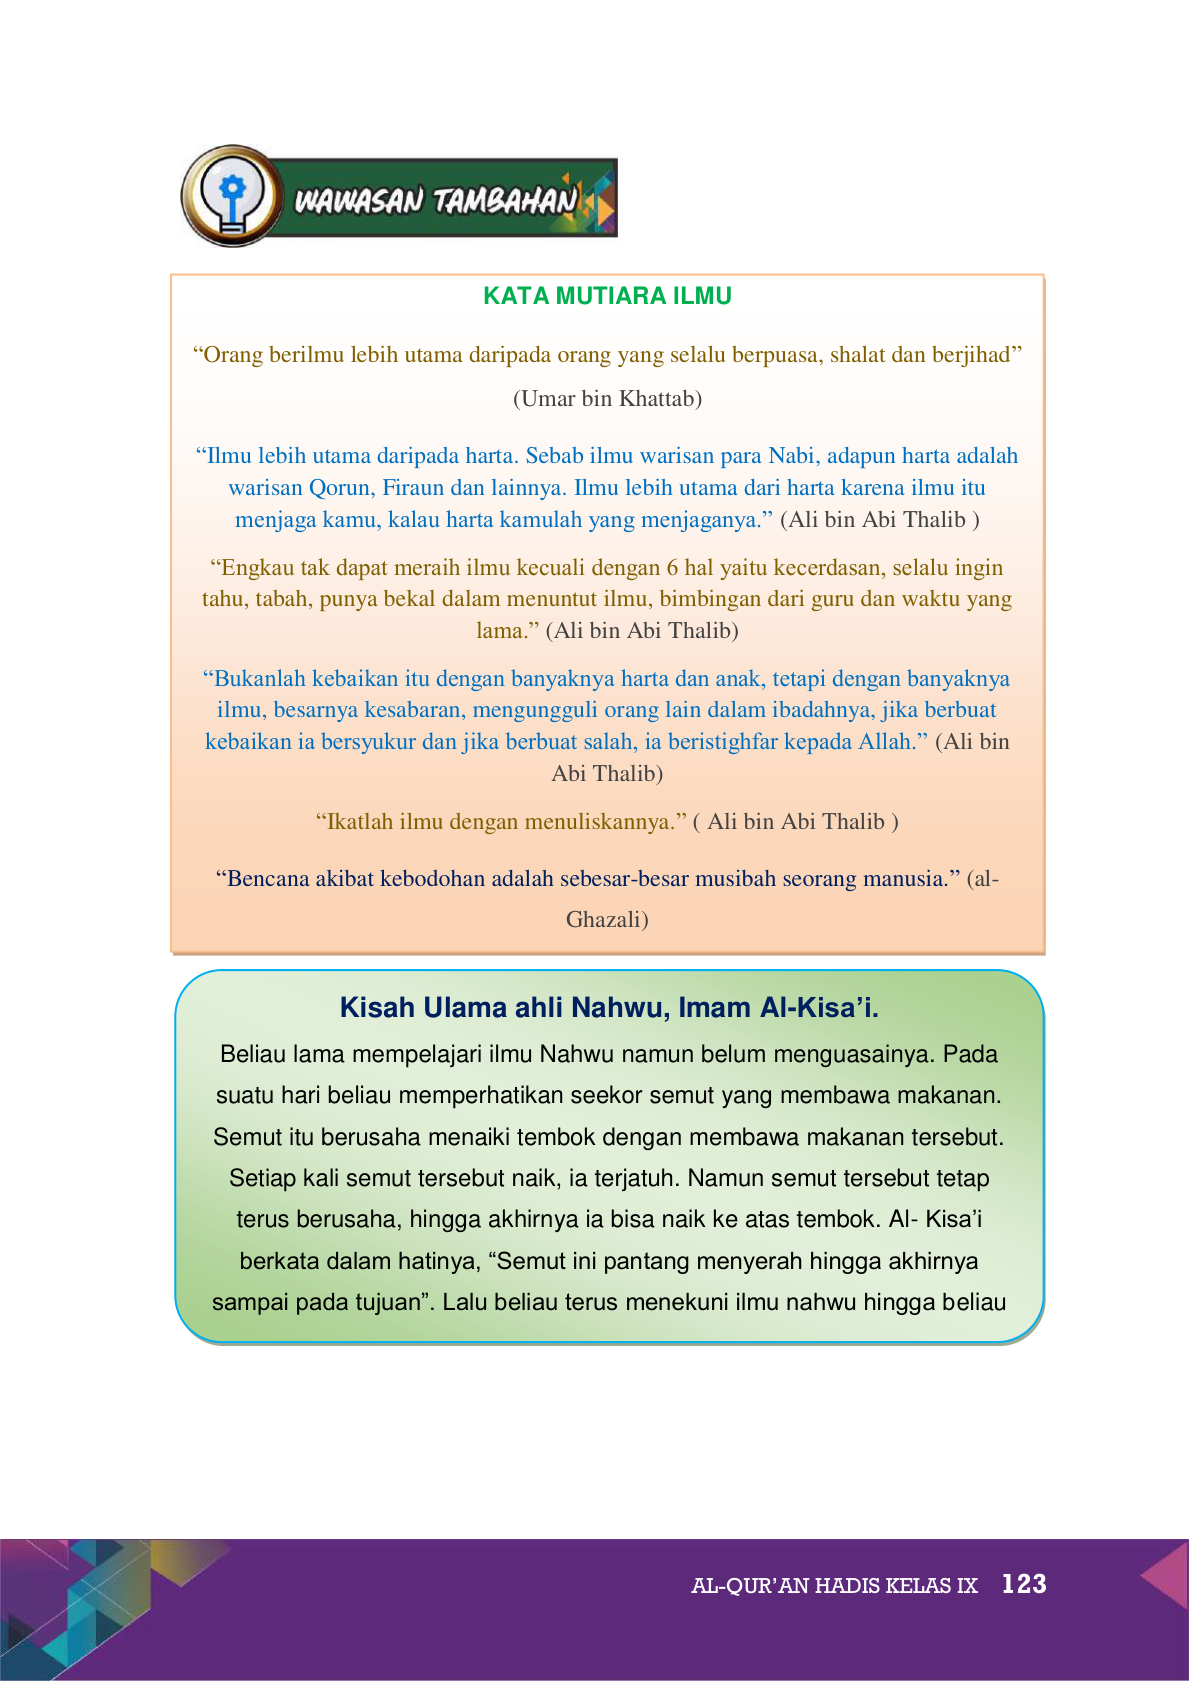 WAWASAN TAMBAHAN
KATA MUTIARA ILMU
“Orang berilmu lebih utama daripada orang yang selalu berpuasa, shalat dan berjihad”
(Umar bin Khattab)
“Ilmu lebih utama daripada harta. Sebab ilmu warisan para Nabi, adapun harta adalah
warisan Qorun, Firaun dan lainnya. Ilmu lebih utama dari harta karena ilmu itu
menjaga kamu, kalau harta kamulah yang menjaganya.” (Ali bin Abi Thalib )
“Engkau tak dapat meraih ilmu kecuali dengan 6 hal yaitu kecerdasan, selalu ingin
tahu, tabah, punya bekal dalam menuntut ilmu, bimbingan dari guru dan waktu yang
lama.” (Ali bin Abi Thalib)
“Bukanlah kebaikan itu dengan banyaknya harta dan anak, tetapi dengan banyaknya
ilmu, besarnya kesabaran, mengungguli orang lain dalam ibadahnya, jika berbuat
kebaikan ia bersyukur dan jika berbuat salah, ia beristighfar kepada Allah.” (Ali bin
Abi Thalib)
“Ikatlah ilmu dengan menuliskannya.” ( Ali bin Abi Thalib )
“Bencana akibat kebodohan adalah sebesar-besar musibah seorang manusia.” (al-
Ghazali)
Kisah Ulama ahli Nahwu, Imam Al-Kisa’i.
Beliau lama mempelajari ilmu Nahwu namun belum menguasainya. Pada
suatu hari beliau memperhatikan seekor semut yang membawa makanan.
Semut itu berusaha menaiki tembok dengan membawa makanan tersebut.
Setiap kali semut tersebut naik, ia terjatuh. Namun semut tersebut tetap
terus berusaha, hingga akhirnya ia bisa naik ke atas tembok. Al- Kisa’i
berkata dalam hatinya, “Semut ini pantang menyerah hingga akhirnya
sampai pada tujuan”. Lalu beliau terus menekuni ilmu nahwu hingga beliau
AL-QUR’AN HADIS KELAS IX 123